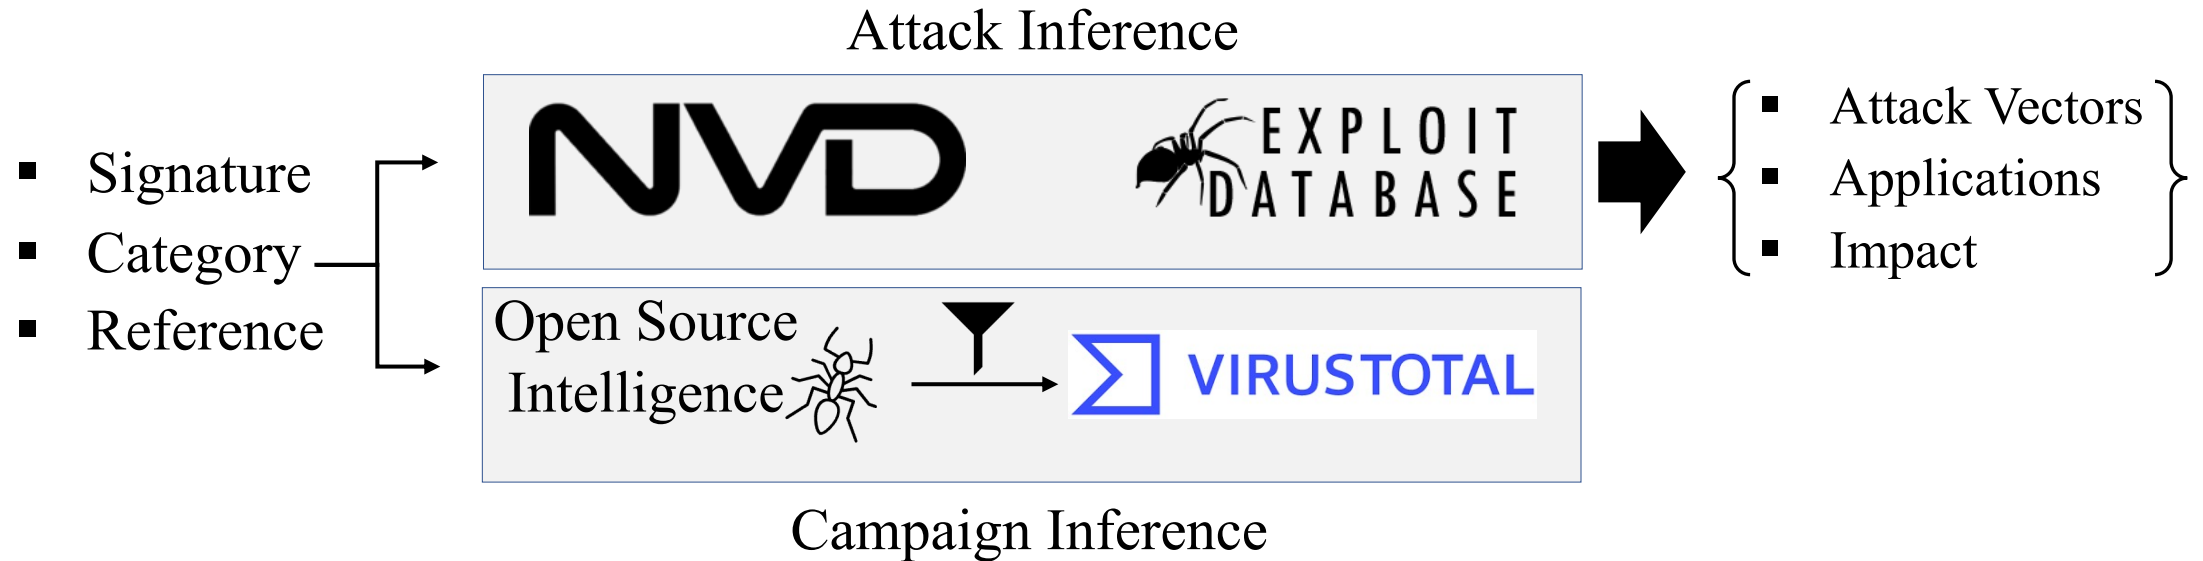 Attack Inference
Signature
Category
Reference
NVD
EXPLOIT
DATABASE
Attack Vectors
Applications
Impact
Open Source
Intelligence
VIRUSTOTAL
Campaign Inference